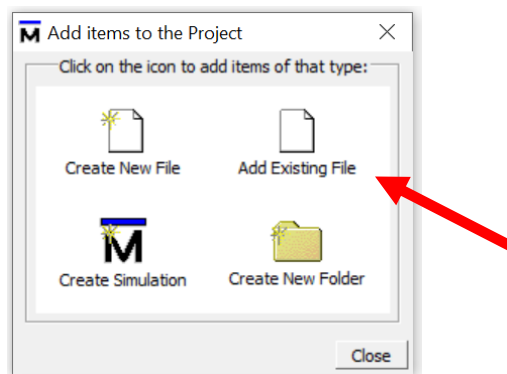 Add items to the Project
Click on the icon to add items of that type:
Create New File
Add Existing File
Create Simulation
Create New Folder
Close